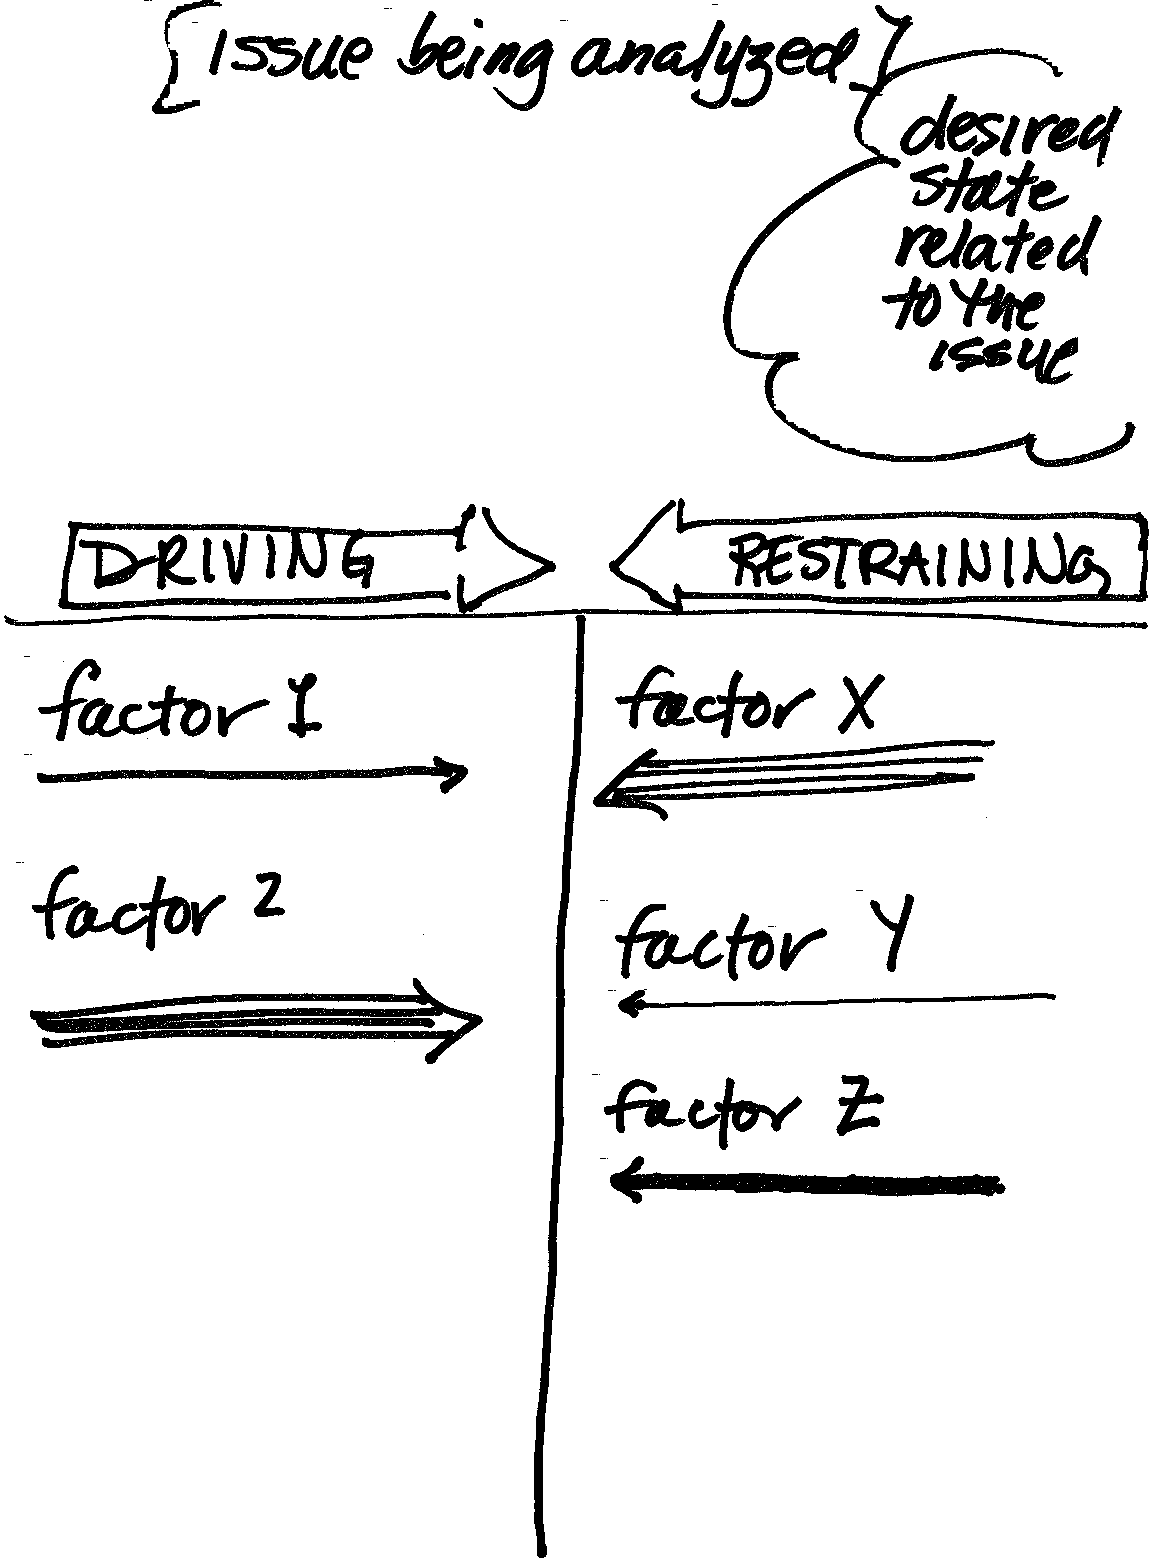 [issue being analyzed]
desired
state
related
to the
issue
DRIVING
RESTRAINING
factor 1
factor X
factor 2
factor Y
factor Z